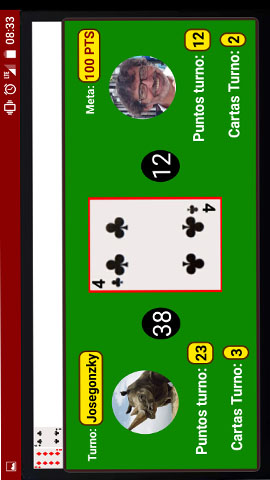 LTE 08:33
Turno: Josegonzky
Meta: 100 PTS
4
38
12
4
Puntos turno: 23
Puntos turno: 12
Cartas Turno: 3
Cartas Turno: 2